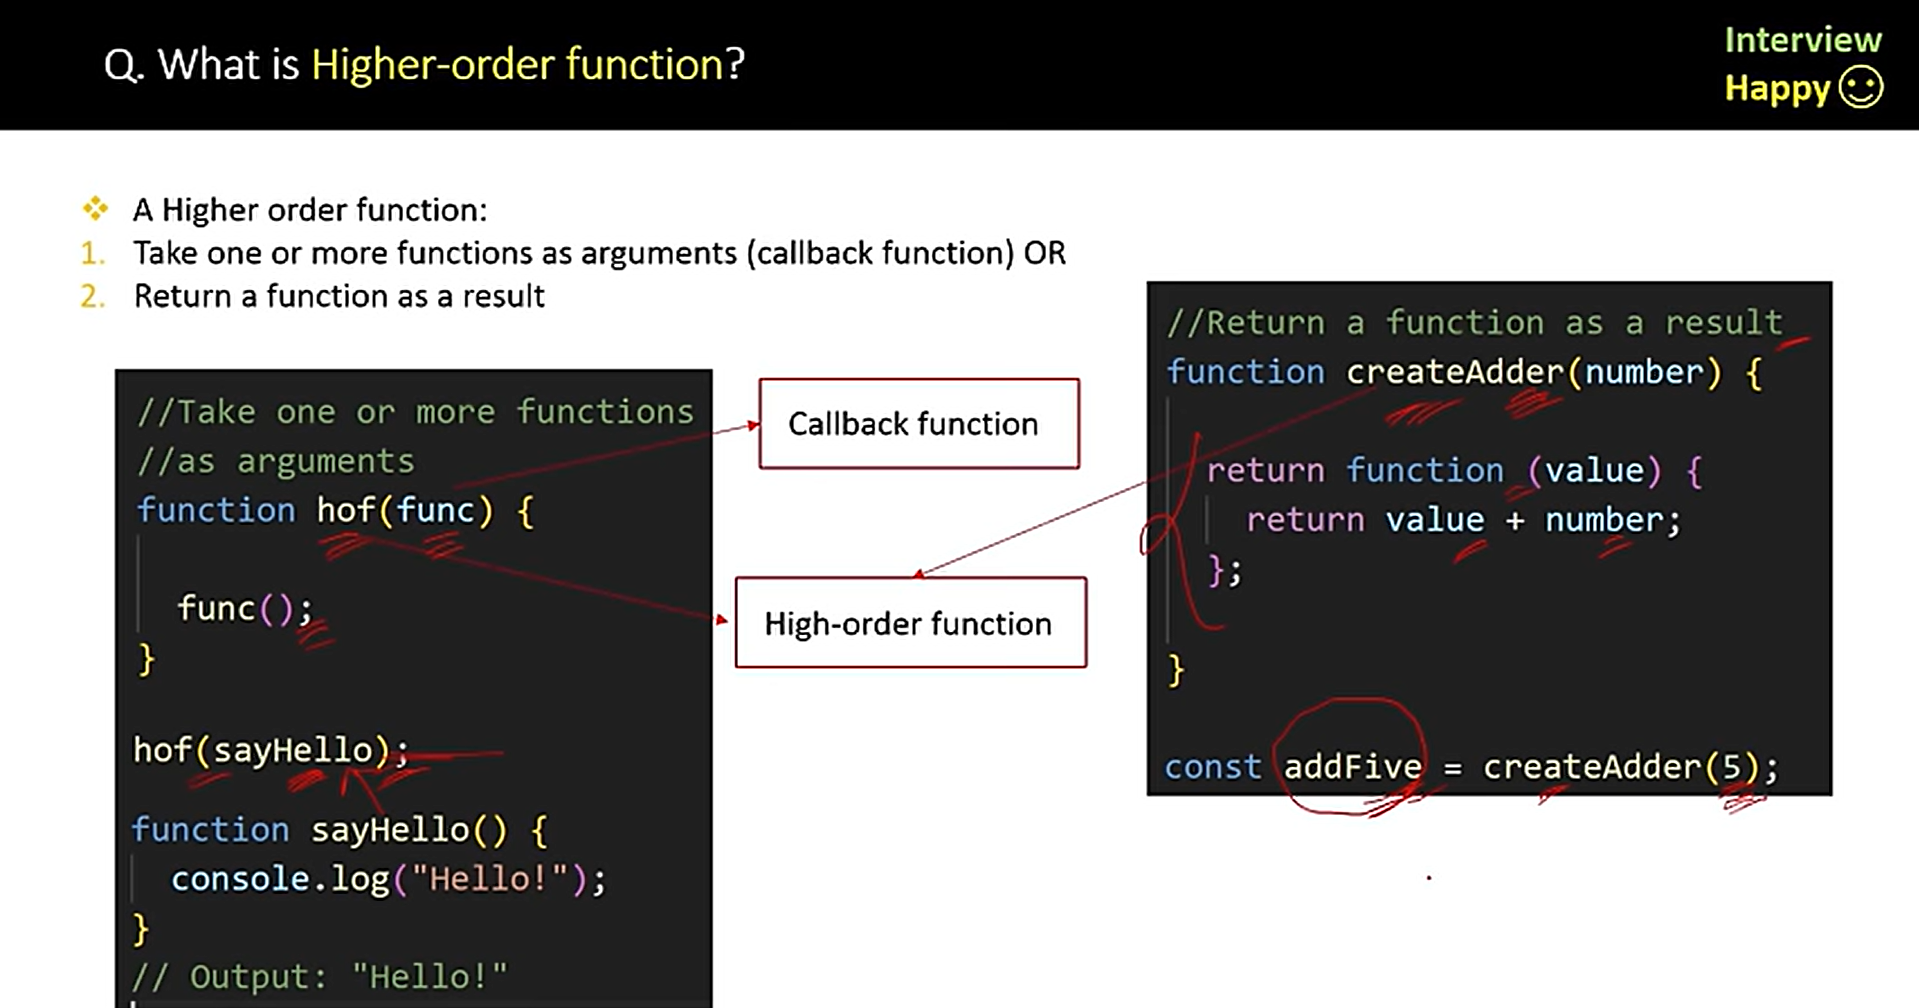 Q. What is Higher-order function?
Interview
Happy
❖ A Higher order function:
1. Take one or more functions as arguments (callback function) OR
2. Return a function as a result
//Take one or more functions
//as arguments
function hof(func) {
func();
}
hof(sayHello);
function sayHello() {
console.log("Hello!");
}
// Output: "Hello!"
Callback function
High-order function
//Return a function as a result
function createAdder(number) {
return function (value) {
return value + number;
};
}
const addFive = createAdder(5);